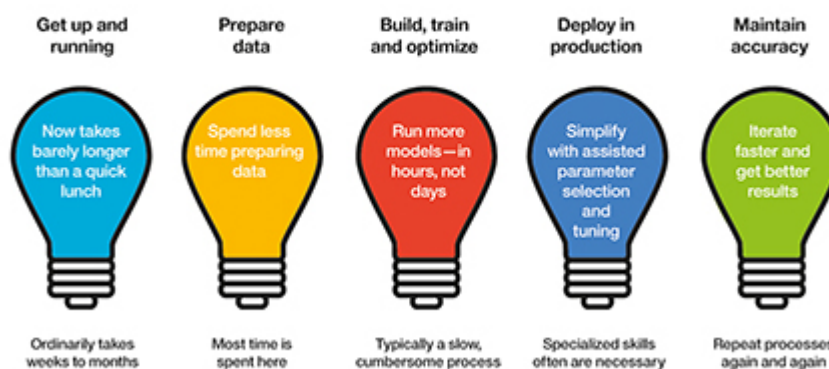 Get up and
running
Prepare
data
Build, train
and optimize
Deploy in
production
Maintain
accuracy
Now takes
barely longer
than a quick
lunch
Spend less
time preparing
data
Run more
models—in
hours, not
days
Simplify
with assisted
parameter
selection
and
tuning
Iterate
faster and
get better
results
Ordinarily takes
weeks to months
Most time is
spent here
Typically a slow,
cumbersome process
Specialized skills
often are necessary
Repeat processes
again and again